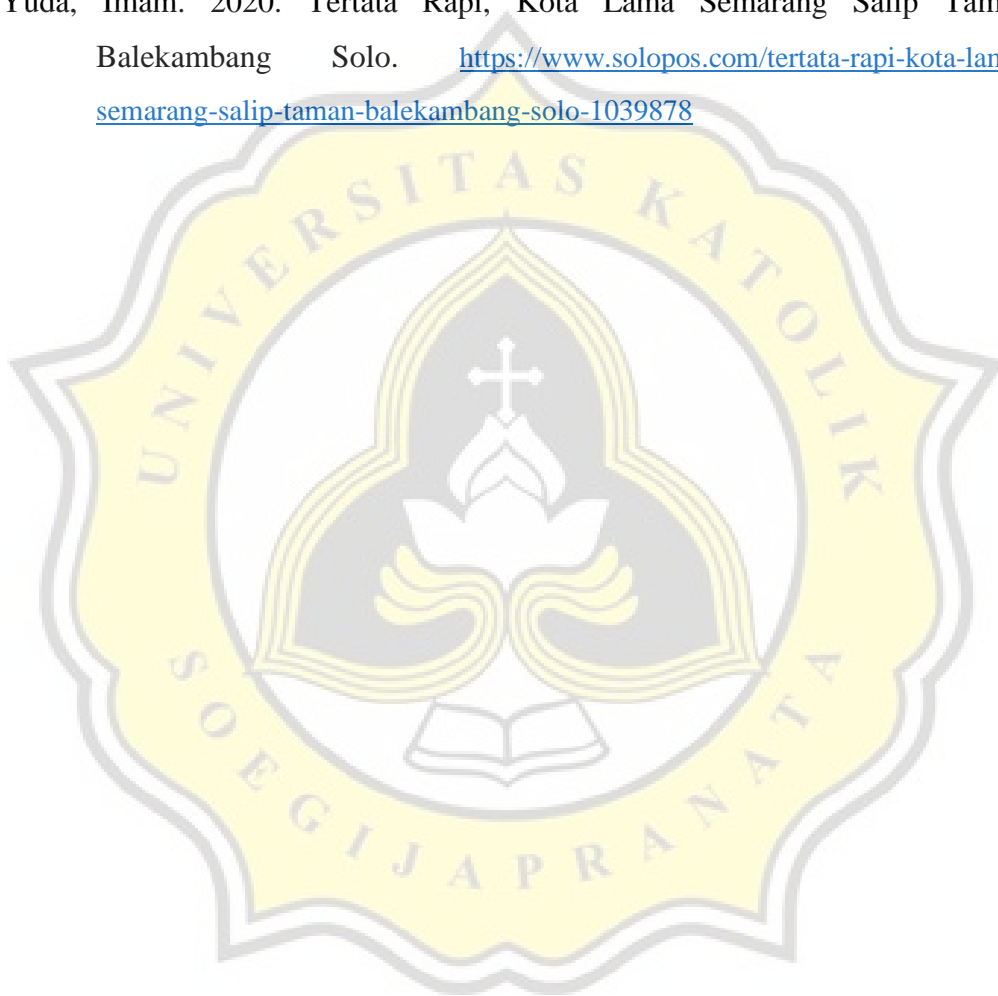 Yuda, Imam. 2020. Tertata Rapi, Kota Lama Semarang Salip Tam
Balekambang Solo. https://www.solopos.com/tertata-rapi-kota-lam
semarang-salip-taman-balekambang-solo-1039878
UNIVERSITAS KATOLIK
SOEGIJAPRANATA